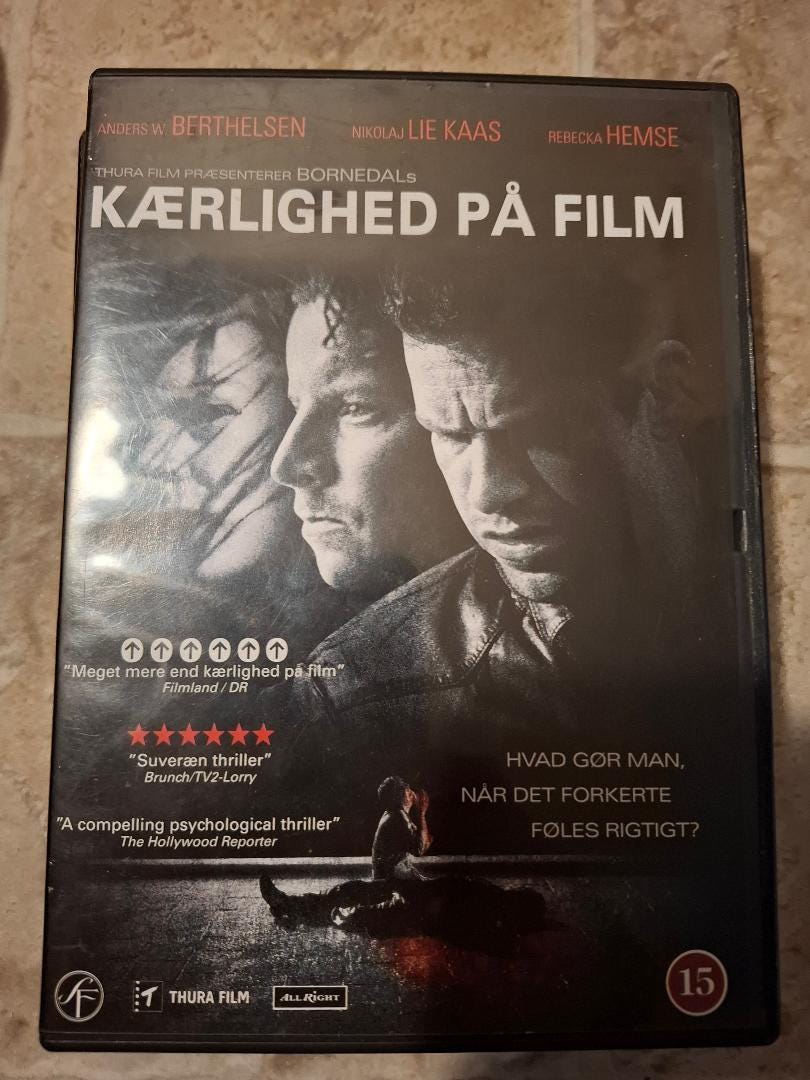 ANDERS W. BERTHELSEN NIKOLAJ LIE KAAS REBECKA HEMSE
THURA FILM PRÆSENTERER BORNEDALs
KÆRLIGHED PÅ FILM
"Meget mere end kærlighed på film"
Filmland / DR
"Suveræn thriller"
Brunch/TV2-Lorry
"A compelling psychological thriller"
The Hollywood Reporter
HVAD GØR MAN,
NÅR DET FORKERTE
FØLES RIGTIGT?
SF T THURA FILM ALL RIGHT 15